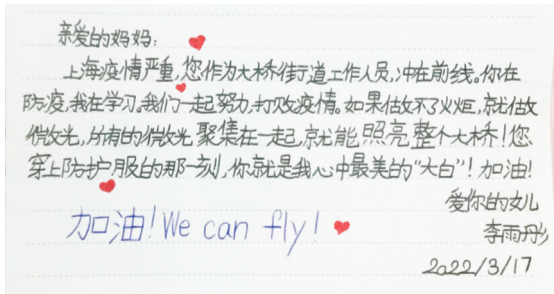 亲爱的妈妈:
上海疫情严重,您作为大桥街道工作人员,冲在前线。你在
防疫,我在学习。我们一起努力,打败疫情。如果做不了火炬,就做
微光,所有的微光聚集在一起,就能照亮整个大桥!您
穿上防护服的那一刻,你就是我心中最美的“大白”!加油!
爱你的女儿
李雨彤
加油!We can fly!
2022/3/17